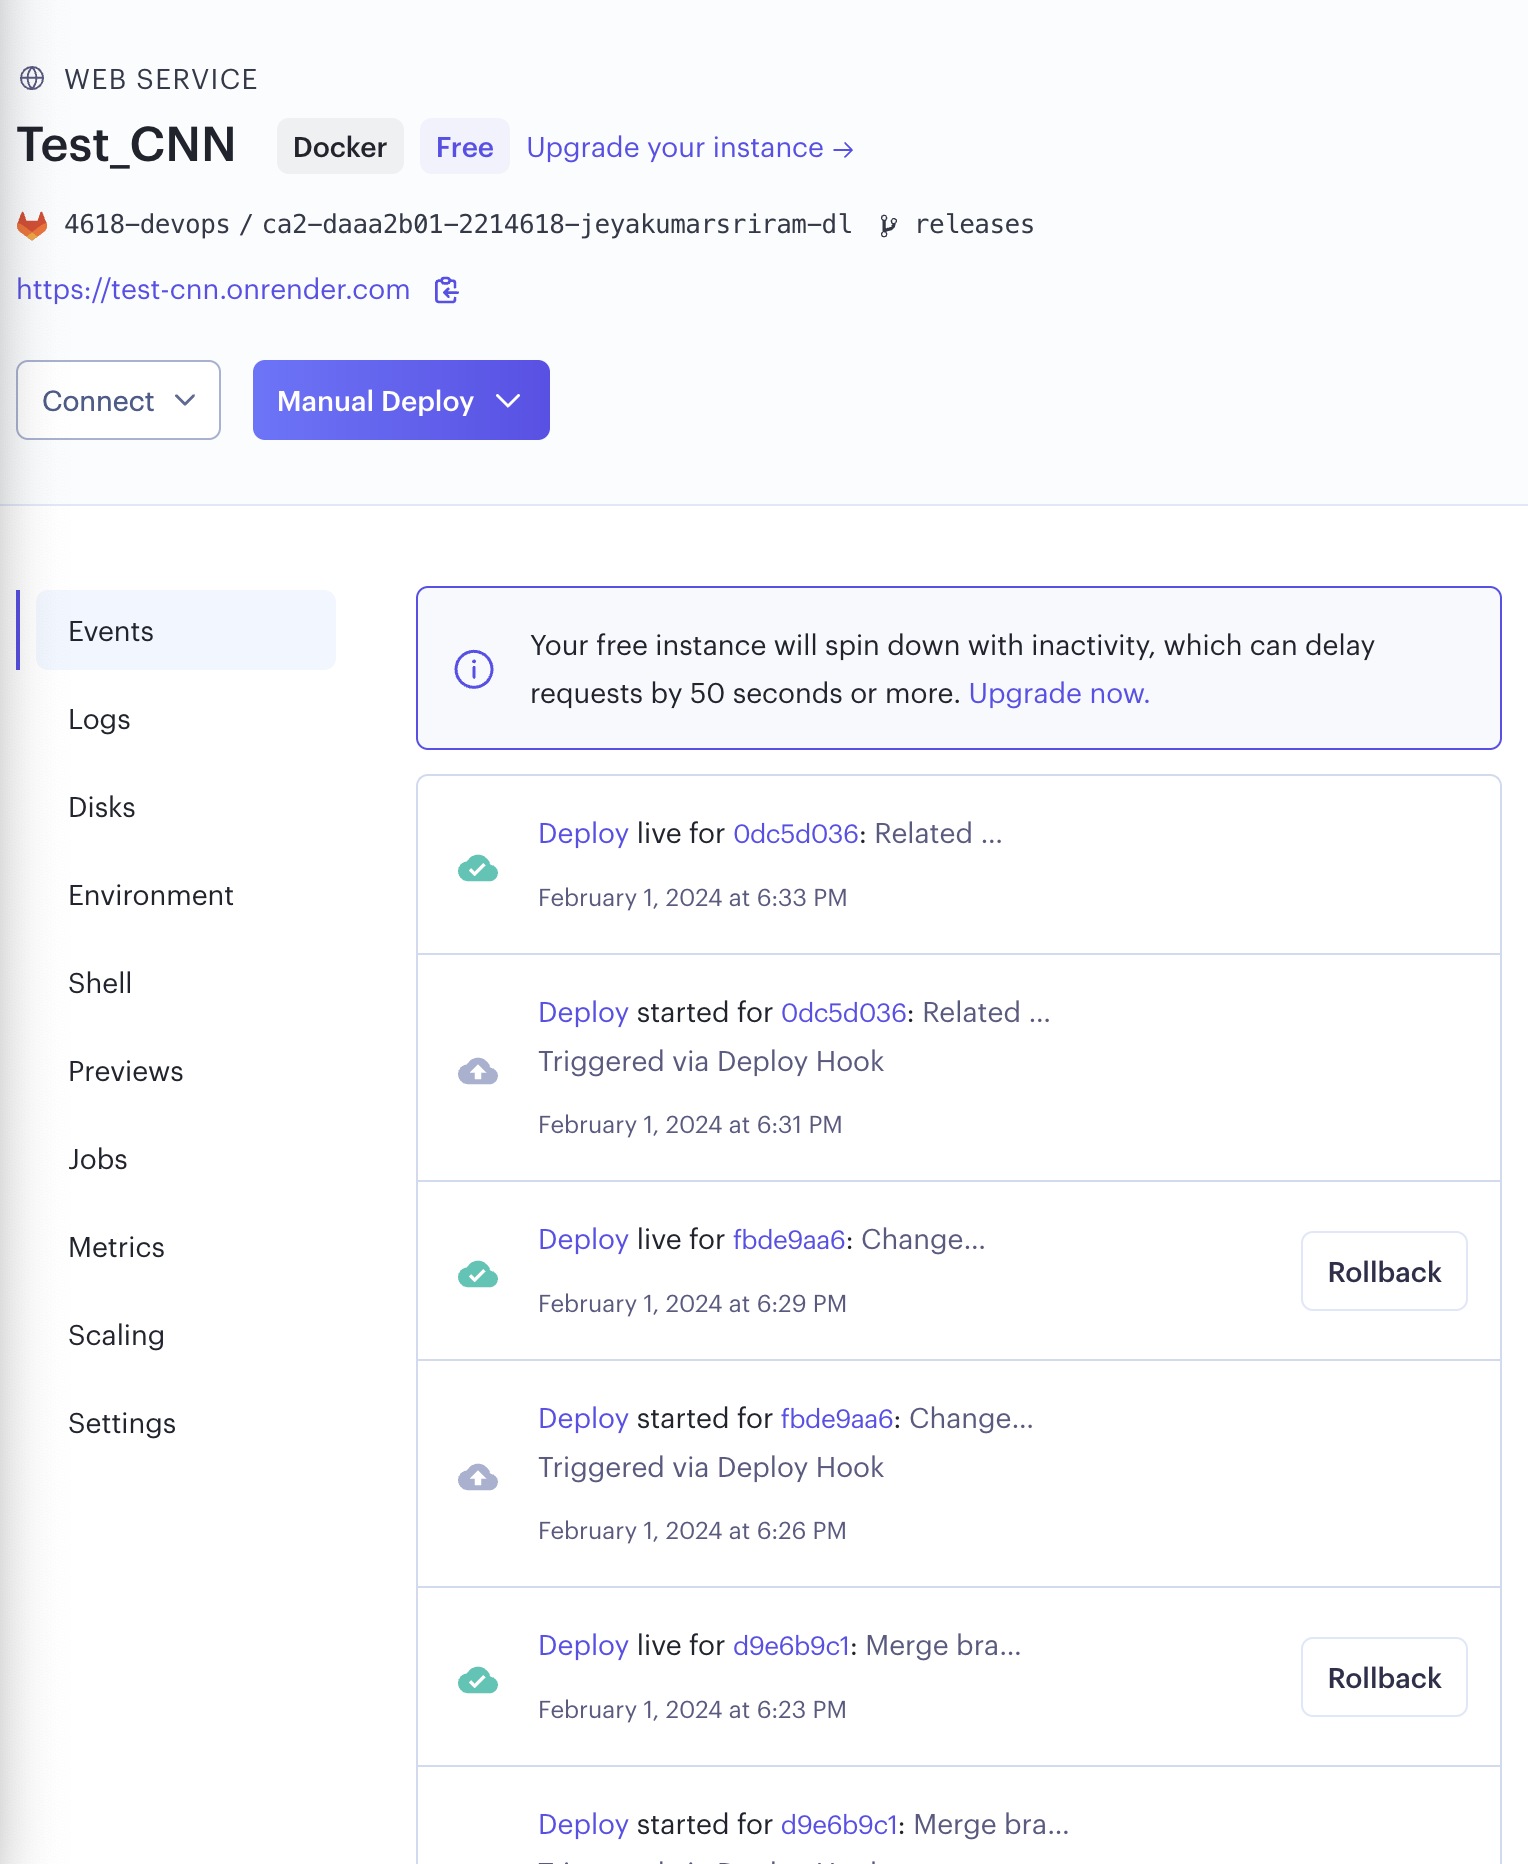 WEB SERVICE
Test_CNN Docker Free Upgrade your instance →
4618-devops / ca2-daaa2b01-2214618-jeyakumarsriram-dl releases
https://test-cnn.onrender.com
Connect Manual Deploy
Events
Logs
Disks
Environment
Shell
Previews
Jobs
Metrics
Scaling
Settings
Your free instance will spin down with inactivity, which can delay
requests by 50 seconds or more. Upgrade now.
Deploy live for 0dc5d036: Related ...
February 1, 2024 at 6:33 PM
Deploy started for 0dc5d036: Related ...
Triggered via Deploy Hook
February 1, 2024 at 6:31 PM
Deploy live for fbde9aa6: Change...
February 1, 2024 at 6:29 PM
Rollback
Deploy started for fbde9aa6: Change...
Triggered via Deploy Hook
February 1, 2024 at 6:26 PM
Deploy live for d9e6b9c1: Merge bra...
February 1, 2024 at 6:23 PM
Rollback
Deploy started for d9e6b9c1: Merge bra...